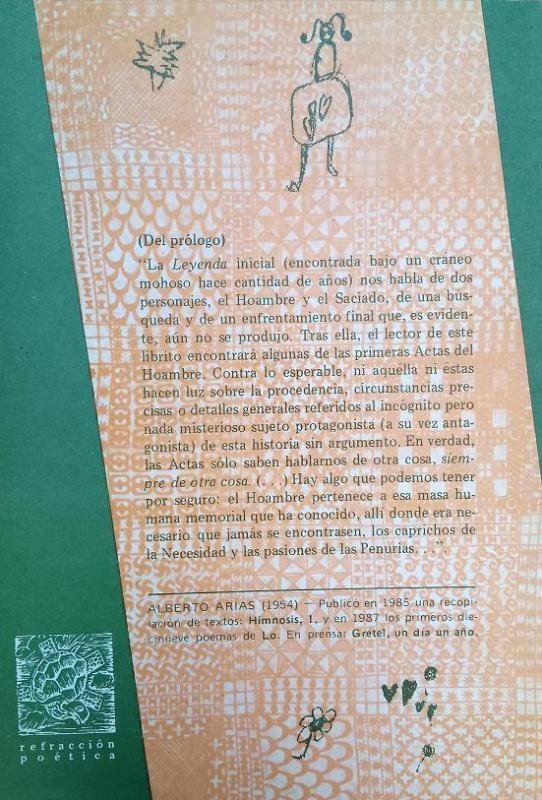 (Del prólogo)
"La Leyenda inicial (encontrada bajo un cráneo
mohoso hace cantidad de años) nos habla de dos
personajes, el Hoambre y el Saciado, de una bús-
queda y de un enfrentamiento final que, es eviden-
te, aún no se produjo. Tras ella, el lector de este
librito encontrará algunas de las primeras Actas del
Hoambre. Contra lo esperable, ni aquella ni estas
hacen luz sobre la procedencia, circunstancias pre-
cisas o detalles generales referidos al incógnito pero
nada misterioso sujeto protagonista (a su vez anta-
gonista) de esta historia sin argumento. En verdad,
las Actas sólo saben hablarnos de otra cosa, siem-
pre de otra cosa. (. . .) Hay algo que podemos tener
por seguro: el Hoambre pertenece a esa masa hu-
mana memorial que ha conocido, allí donde era ne-
cesario que jamás se encontrasen, los caprichos de
la Necesidad y las pasiones de las Penurias. . .".
ALBERTO ARIAS (1954) — Publicó en 1985 una recopi-
lación de textos: Himnosis, 1, y en 1987 los primeros die-
cinueve poemas de Lo. En prensa: Gretel, un día un año.
refracción
poética